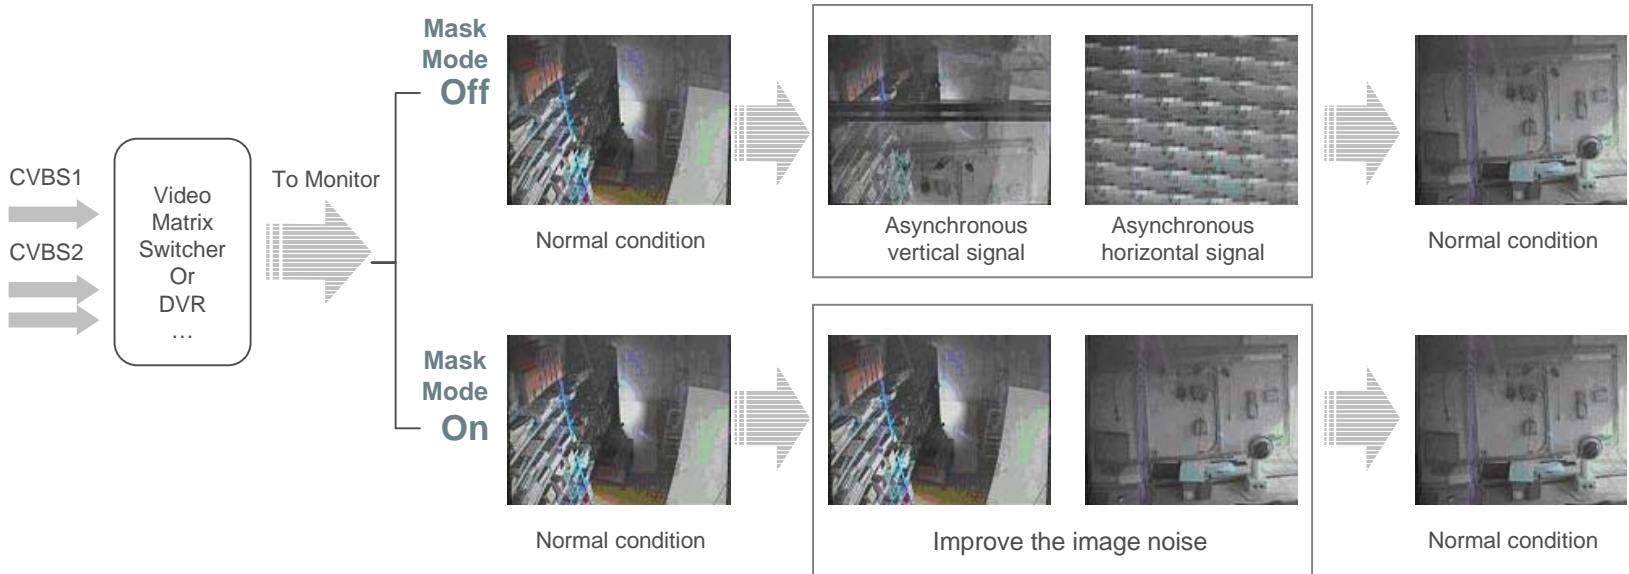 CVBS1
CVBS2
Video
Matrix
Switcher
Or
DVR
…
To Monitor
Mask
Mode
Off
Normal condition
Asynchronous
vertical signal
Asynchronous
horizontal signal
Normal condition
Mask
Mode
On
Normal condition
Improve the image noise
Normal condition